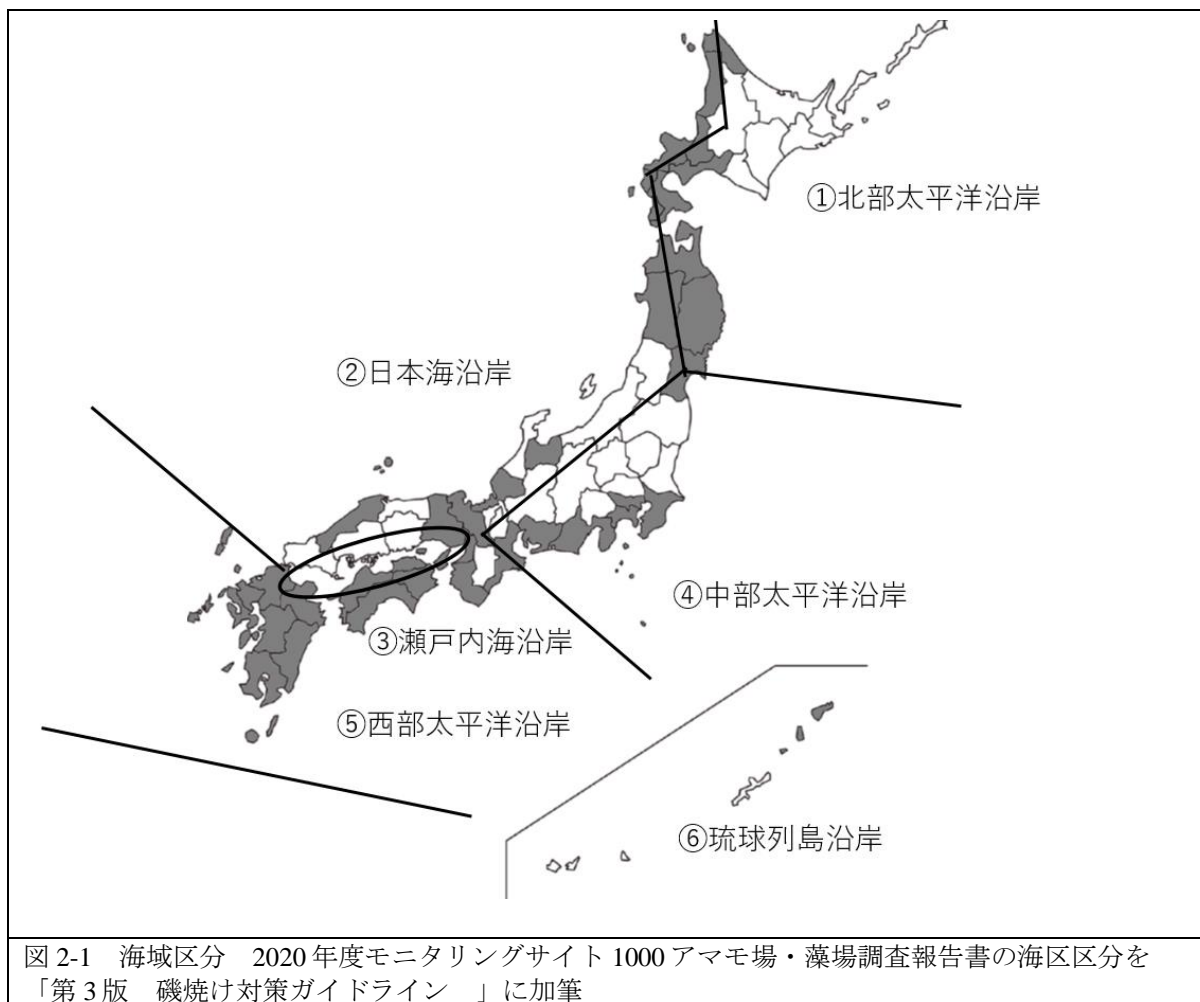 ①北部太平洋沿岸
②日本海沿岸
④中部太平洋沿岸
③瀬戸内海沿岸
⑤西部太平洋沿岸
⑥琉球列島沿岸
図 2-1 海域区分 2020 年度モニタリングサイト 1000 アマモ場・藻場調査報告書の海区区分を
「第 3 版 磯焼け対策ガイドライン 」に加筆